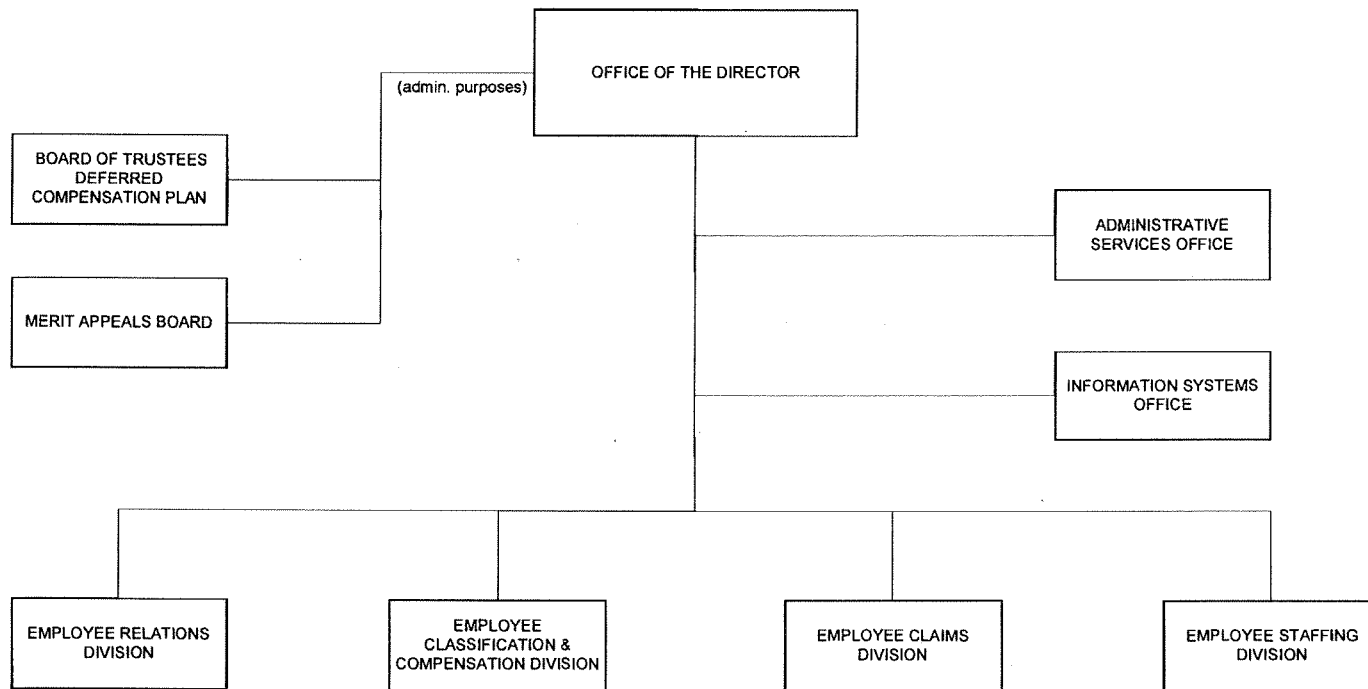 OFFICE OF THE DIRECTOR
(admin. purposes)
BOARD OF TRUSTEES
DEFERRED
COMPENSATION PLAN
ADMINISTRATIVE
SERVICES OFFICE
MERIT APPEALS BOARD
INFORMATION SYSTEMS
OFFICE
EMPLOYEE RELATIONS
DIVISION
EMPLOYEE
CLASSIFICATION &
COMPENSATION DIVISION
EMPLOYEE CLAIMS
DIVISION
EMPLOYEE STAFFING
DIVISION